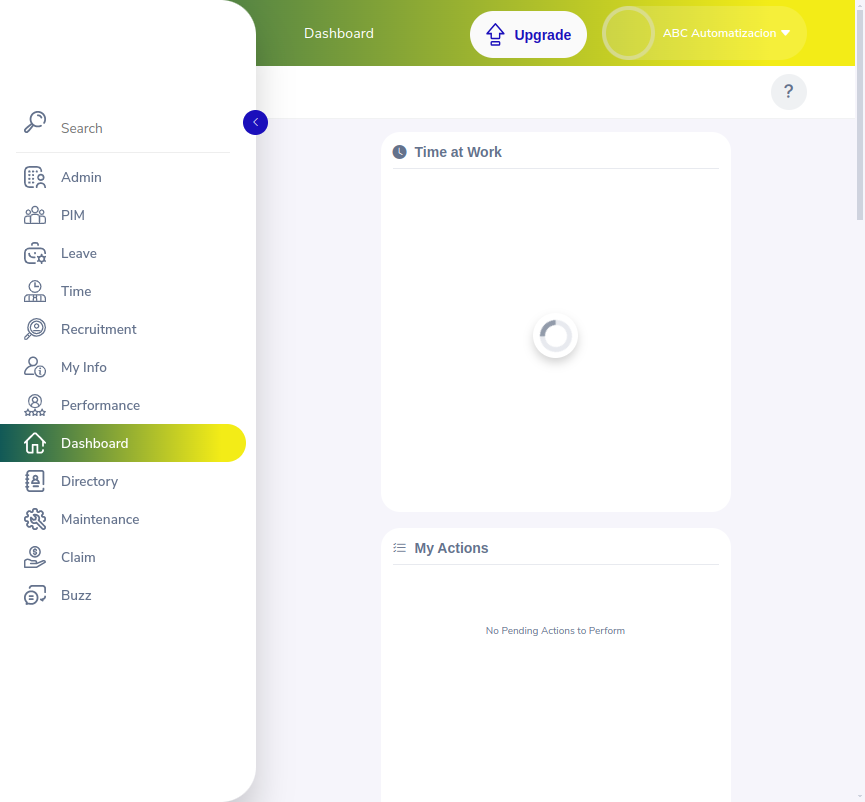 Dashboard
Upgrade
ABC Automatizacion
?
Search
Admin
PIM
Leave
Time
Recruitment
My Info
Performance
Dashboard
Directory
Maintenance
Claim
Buzz
Time at Work
My Actions
No Pending Actions to Perform